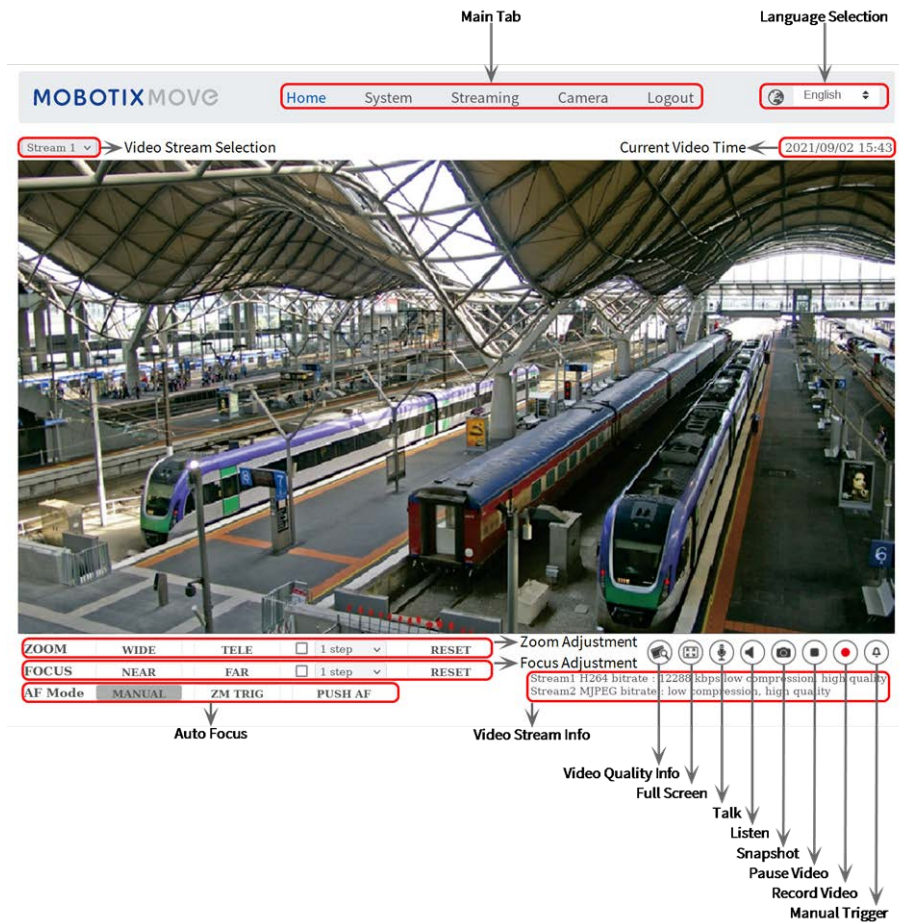 Main Tab
Language Selection
MOBOTIX MOVE
Home System Streaming Camera Logout
English
Stream 1
Video Stream Selection
Current Video Time
2021/09/02 15:43
6
ZOOM WIDE TELE 1 step RESET
Zoom Adjustment
FOCUS NEAR FAR 1 step RESET
Focus Adjustment
AF Mode MANUAL ZM TRIG PUSH AF
Stream1 H264 bitrate : 12288 kbps low compression, high quality
Stream2 MJPEG bitrate : low compression, high quality
Auto Focus
Video Stream Info
Video Quality Info
Full Screen
Talk
Listen
Snapshot
Pause Video
Record Video
Manual Trigger